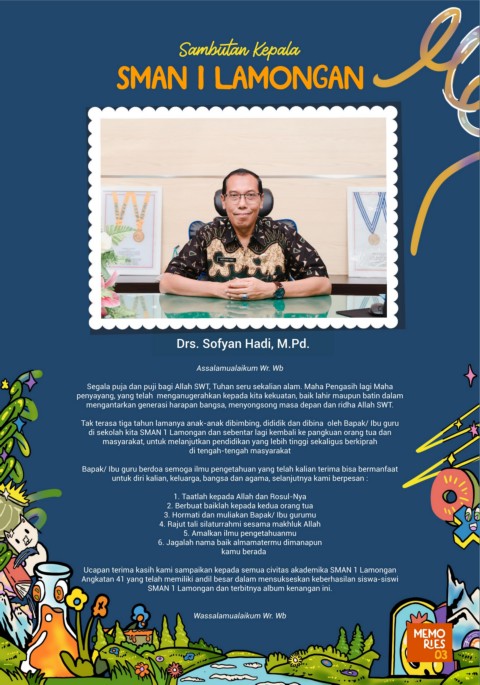 Sambutan Kepala
SMAN 1 LAMONGAN
Drs. Sofyan Hadi, M.Pd.
Assalamualaikum Wr. Wb
Segala puja dan puji bagi Allah SWT, Tuhan seru sekalian alam. Maha Pengasih lagi Maha
penyayang, yang telah menganugerahkan kepada kita kekuatan, baik lahir maupun batin dalam
mengantarkan generasi harapan bangsa, menyongsong masa depan dan ridha Allah SWT.
Tak terasa tiga tahun lamanya anak-anak dibimbing, dididik dan dibina oleh Bapak/ Ibu guru
di sekolah kita SMAN 1 Lamongan dan sebentar lagi kembali ke pangkuan orang tua dan
masyarakat, untuk melanjutkan pendidikan yang lebih tinggi sekaligus berkiprah
di tengah-tengah masyarakat
Bapak/ Ibu guru berdoa semoga ilmu pengetahuan yang telah kalian terima bisa bermanfaat
untuk diri kalian, keluarga, bangsa dan agama, selanjutnya kami berpesan :
1. Taatlah kepada Allah dan Rosul-Nya
2. Berbuat baiklah kepada kedua orang tua
3. Hormati dan muliakan Bapak/ Ibu gurumu
4. Rajut tali silaturrahmi sesama makhluk Allah
5. Amalkan ilmu pengetahuanmu
6. Jagalah nama baik almamatermu dimanapun
kamu berada
Ucapan terima kasih kami sampaikan kepada semua civitas akademika SMAN 1 Lamongan
Angkatan 41 yang telah memiliki andil besar dalam mensukseskan keberhasilan siswa-siswi
SMAN 1 Lamongan dan terbitnya album kenangan ini.
Wassalamualaikum Wr. Wb
MEMO
RIES
03